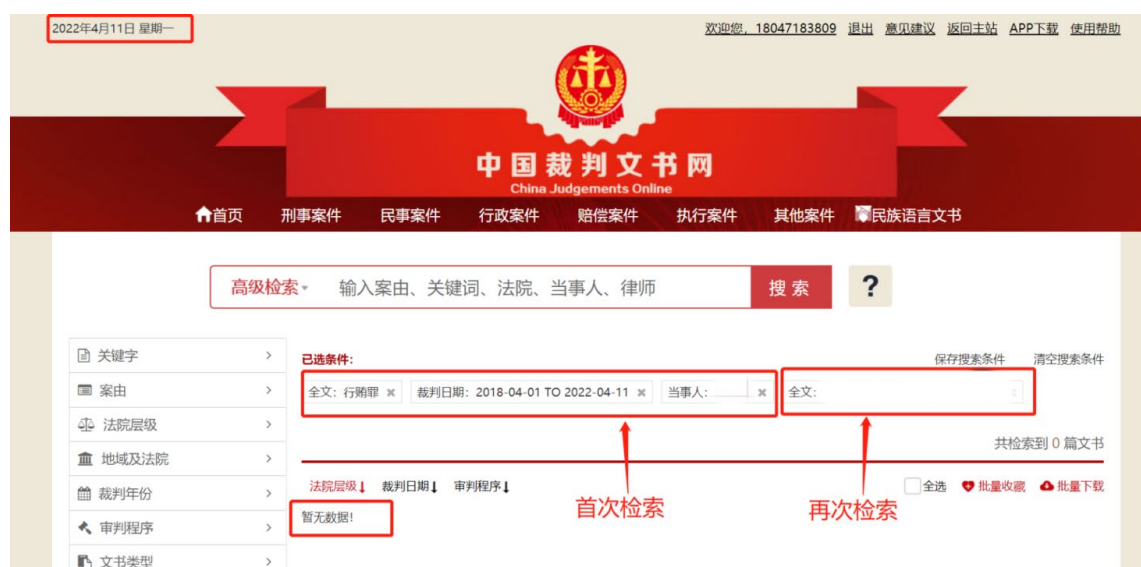 2022年4月11日 星期一
欢迎您，18047183809 退出 意见建议 返回主站 APP下载 使用帮助
中国裁判文书网
China Judgements Online
首页 刑事案件 民事案件 行政案件 赔偿案件 执行案件 其他案件 民族语言文书
高级检索 输入案由、关键词、法院、当事人、律师 搜索 ?
关键字
案由
法院层级
地域及法院
裁判年份
审判程序
文书类型
已选条件：
保存搜索条件 清空搜索条件
全文：行贿罪 × 裁判日期：2018-04-01 TO 2022-04-11 × 当事人： × 全文：
共检索到 0 篇文书
法院层级 裁判日期 审判程序
全选 批量收藏 批量下载
暂无数据!
首次检索
再次检索